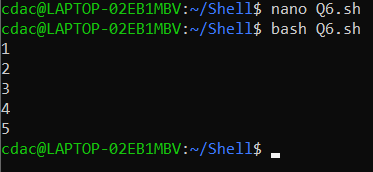 cdac@LAPTOP-02EB1MBV:~/Shell$ nano Q6.sh
cdac@LAPTOP-02EB1MBV:~/Shell$ bash Q6.sh
1
2
3
4
5
cdac@LAPTOP-02EB1MBV:~/Shell$